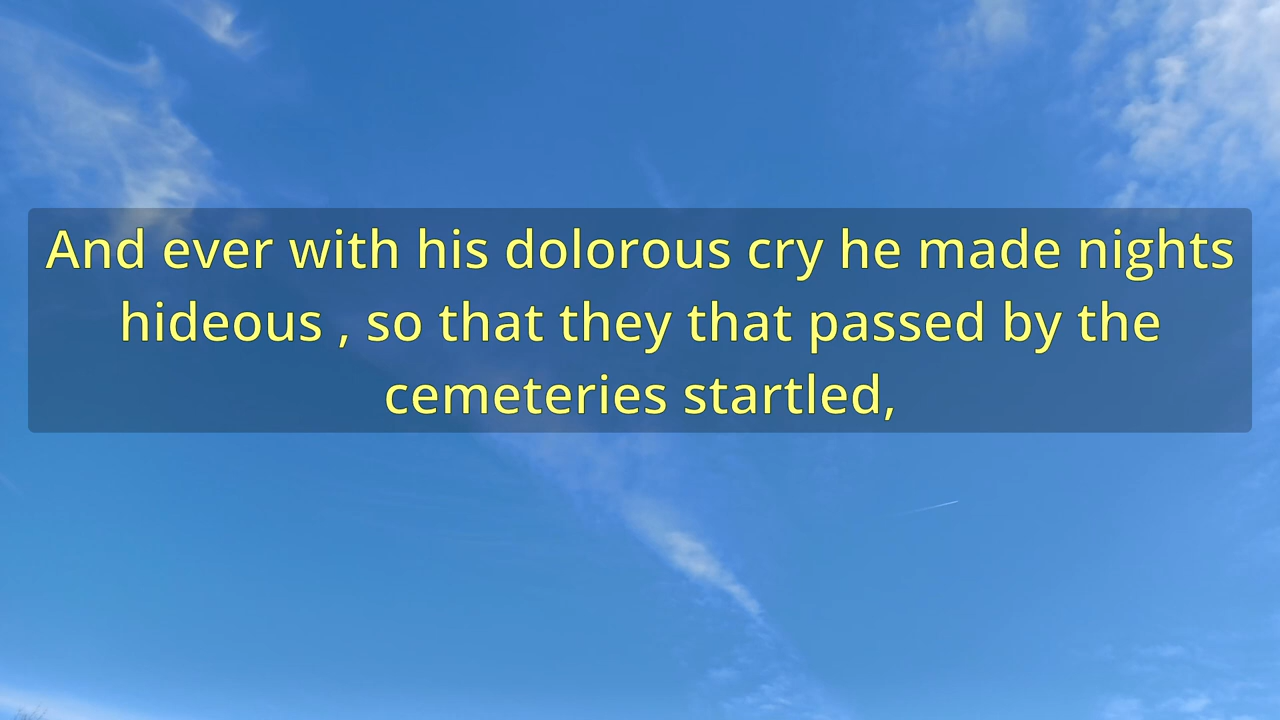 And ever with his dolorous cry he made nights
hideous , so that they that passed by the
cemeteries startled,